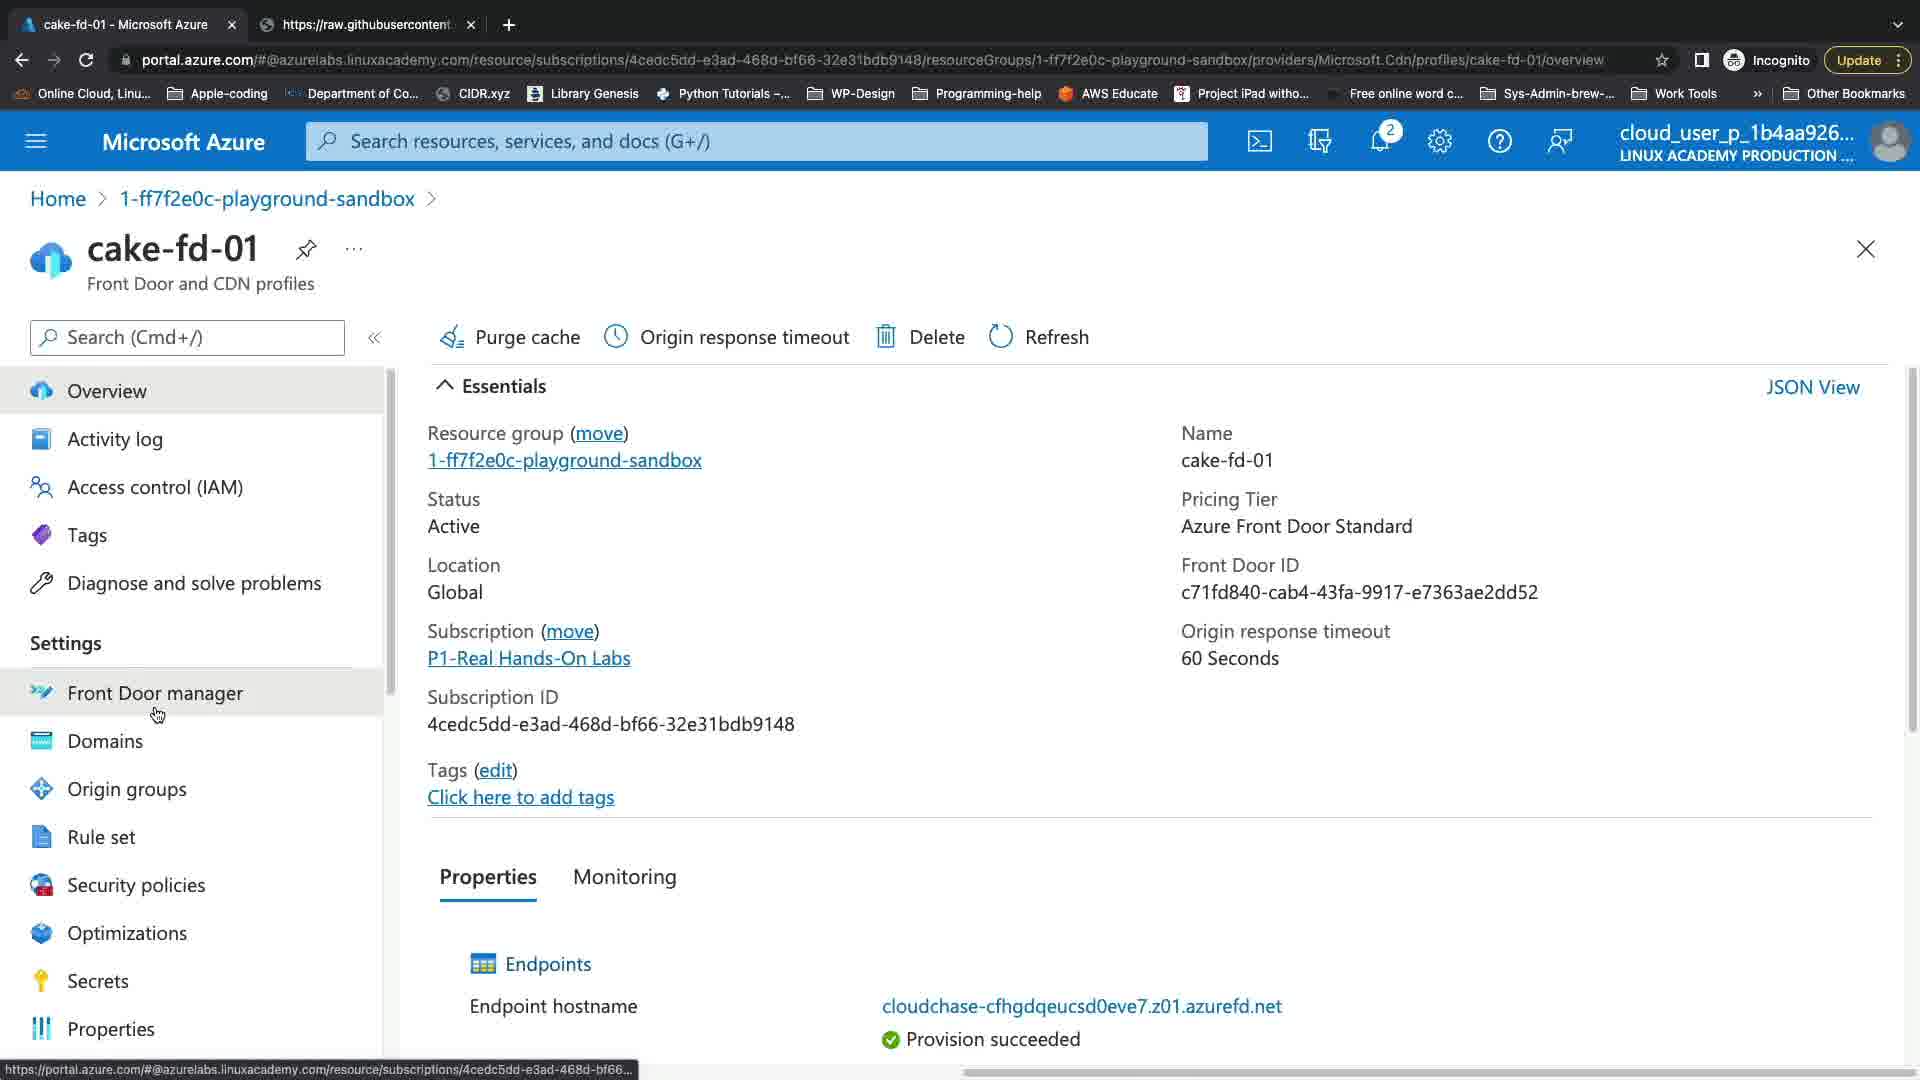 cake-fd-01 - Microsoft Azure
https://raw.githubusercontent
portal.azure.com/#@azurelabs.linuxacademy.com/resource/subscriptions/4cedc5dd-e3ad-468d-bf66-32e31bdb9148/resourceGroups/1-ff7f2e0c-playground-sandbox/providers/Microsoft.Cdn/profiles/cake-fd-01/overview
Incognito
Update
Online Cloud, Linu...
Apple-coding
Department of Co...
CIDR.xyz
Library Genesis
Python Tutorials –...
WP-Design
Programming-help
AWS Educate
Project iPad witho...
Free online word c...
Sys-Admin-brew-...
Work Tools
»
Other Bookmarks
Microsoft Azure
Search resources, services, and docs (G+/)
2
cloud_user_p_1b4aa926...
LINUX ACADEMY PRODUCTION ...
Home > 1-ff7f2e0c-playground-sandbox >
cake-fd-01
...
Front Door and CDN profiles
Search (Cmd+/)
«
Purge cache
Origin response timeout
Delete
Refresh
Overview
Activity log
Access control (IAM)
Tags
Diagnose and solve problems
Settings
Front Door manager
Domains
Origin groups
Rule set
Security policies
Optimizations
Secrets
Properties
Essentials
JSON View
Resource group (move)
1-ff7f2e0c-playground-sandbox
Status
Active
Location
Global
Subscription (move)
P1-Real Hands-On Labs
Subscription ID
4cedc5dd-e3ad-468d-bf66-32e31bdb9148
Tags (edit)
Click here to add tags
Name
cake-fd-01
Pricing Tier
Azure Front Door Standard
Front Door ID
c71fd840-cab4-43fa-9917-e7363ae2dd52
Origin response timeout
60 Seconds
Properties
Monitoring
Endpoints
Endpoint hostname
cloudchase-cfhgdqeucsd0eve7.z01.azurefd.net
Provision succeeded
https://portal.azure.com/#@azurelabs.linuxacademy.com/resource/subscriptions/4cedc5dd-e3ad-468d-bf66...